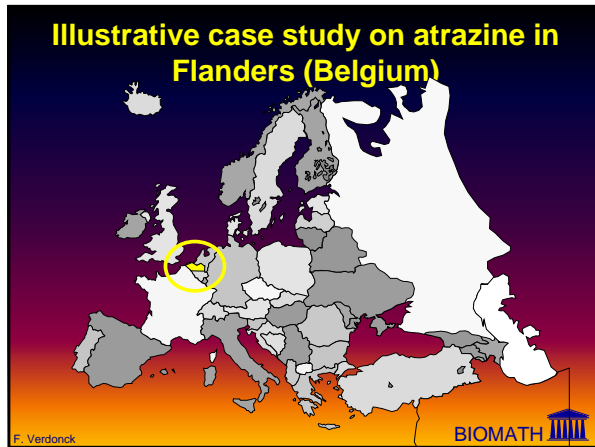 Illustrative case study on atrazine in
Flanders (Belgium)
F. Verdonck
BIOMATH